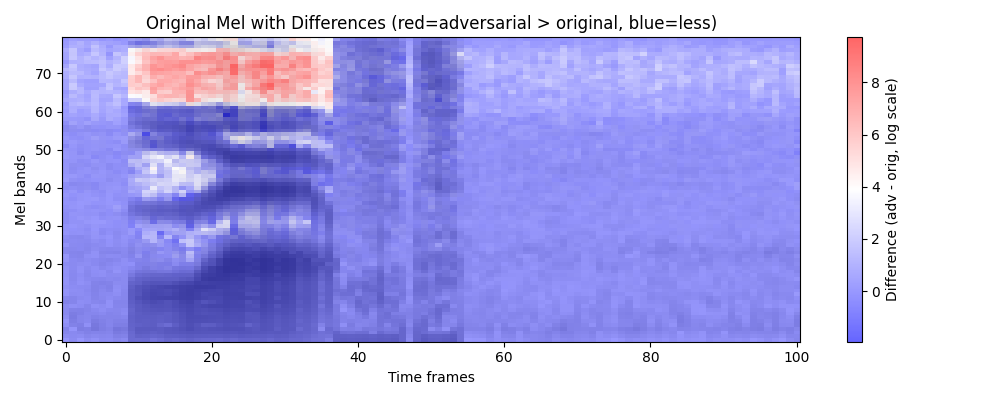 Original Mel with Differences (red=adversarial > original, blue=less)
Mel bands
70
60
50
40
30
20
10
0
0 20 40 60 80 100
Time frames
8
6
4
2
0
Difference (adv - orig, log scale)